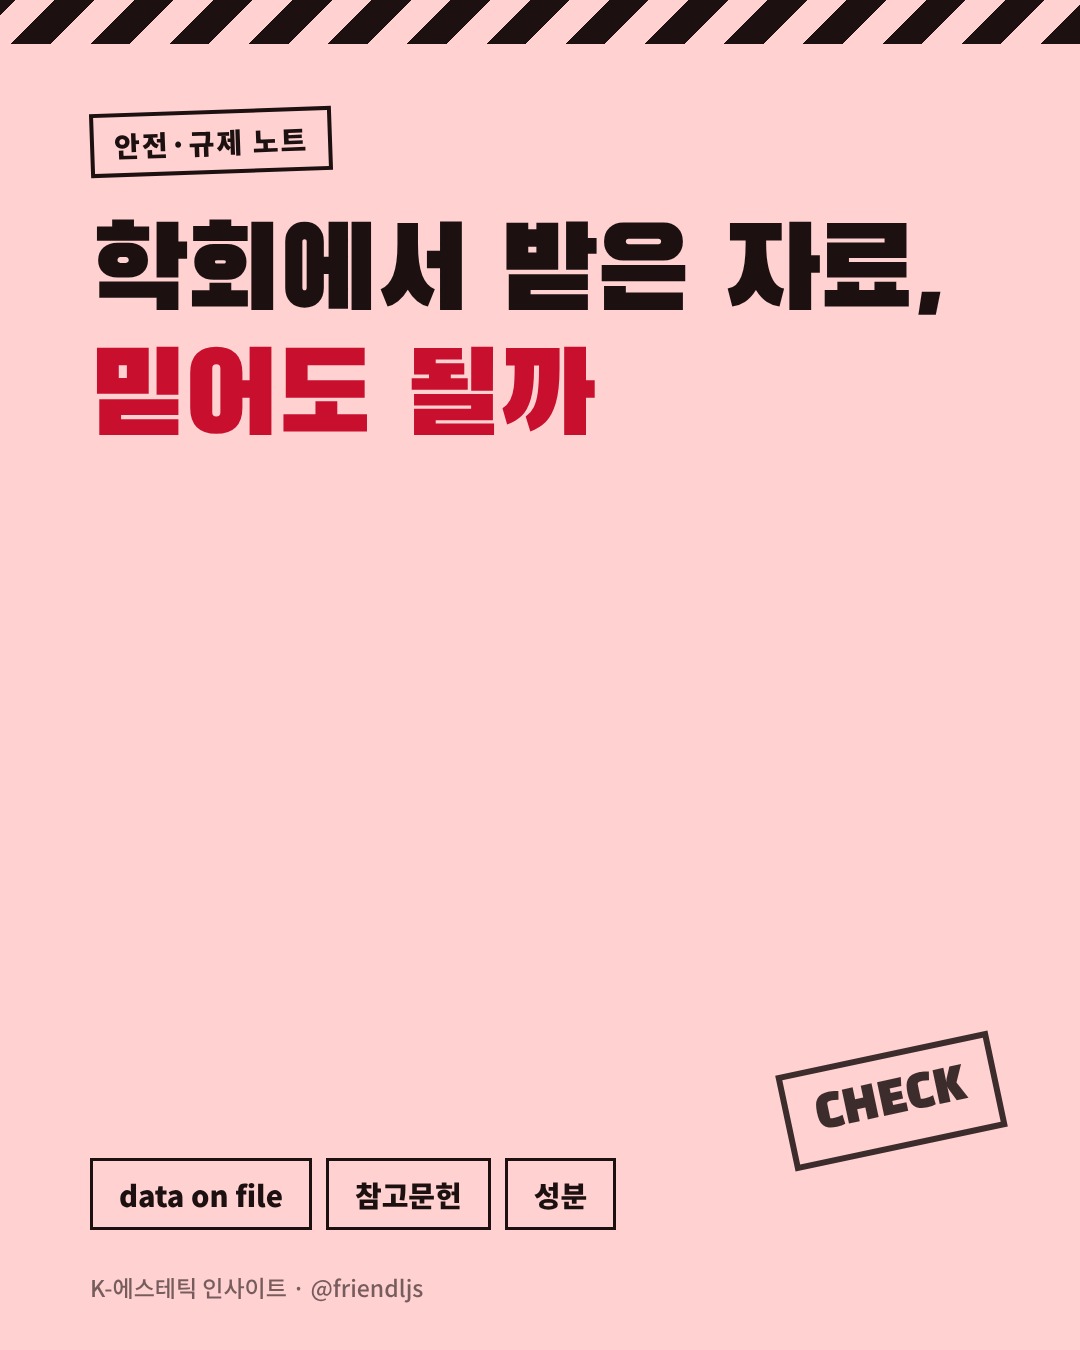 안전·규제 노트
학회에서 받은 자료,
믿어도 될까
CHECK
data on file
참고문헌
성분
K-에스테틱 인사이트 · @friendljs